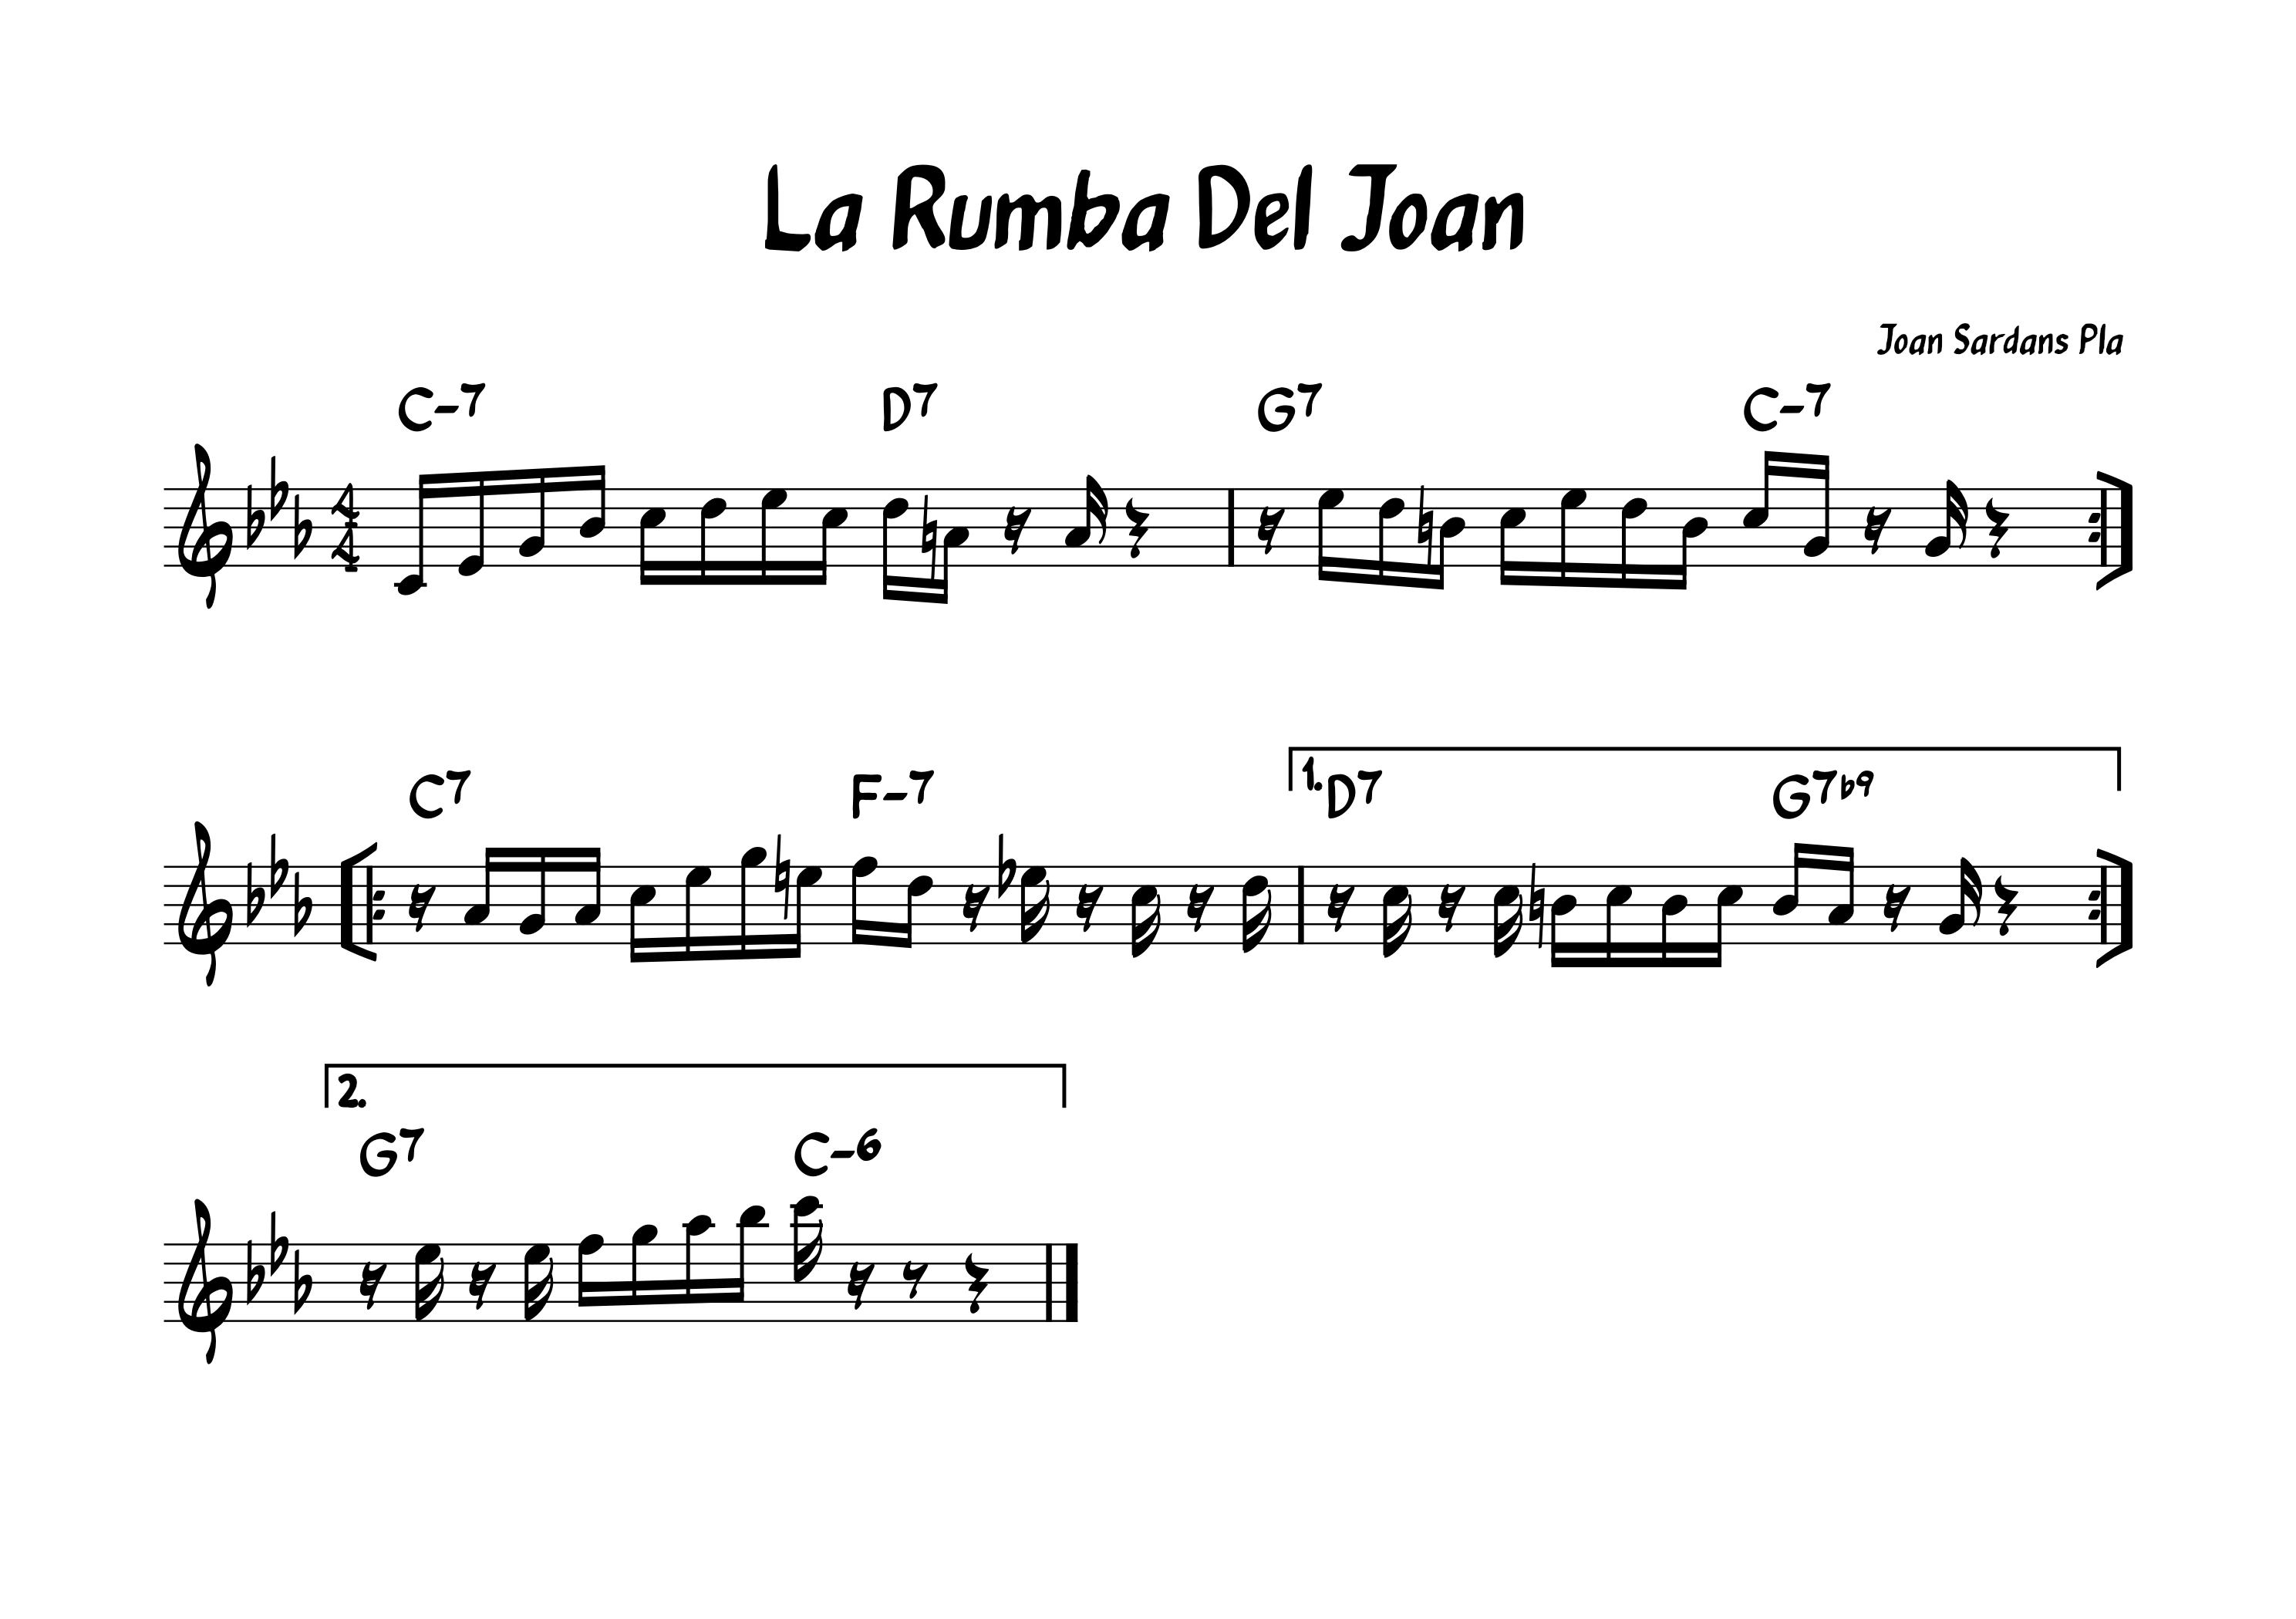 La Rumba Del Joan
Joan Sardans Pla
C-7 D7 G7 C-7
4
4
C7 F-7 1. D7 G7b9
2.
G7 C-6